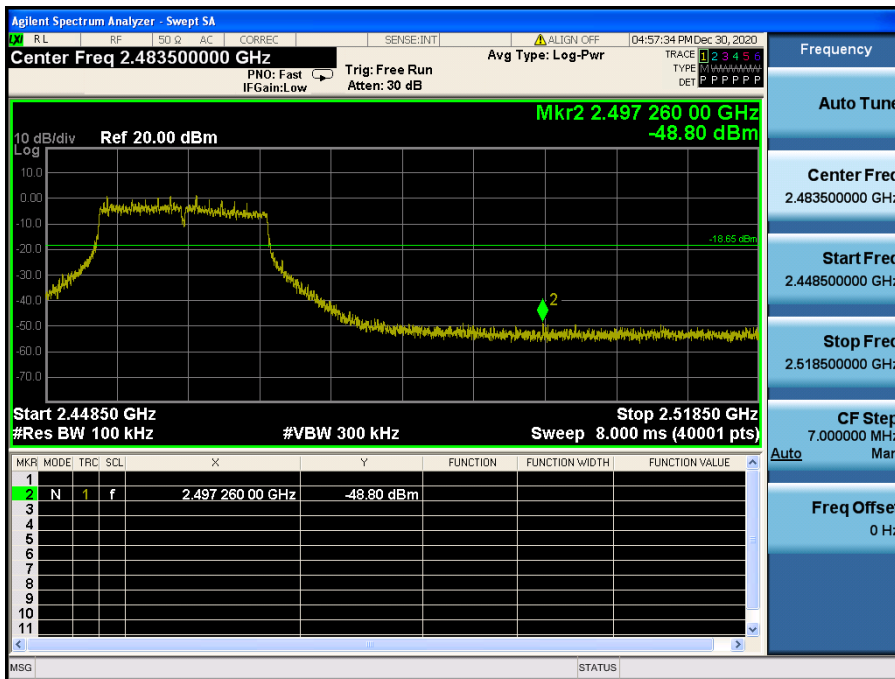 Agilent Spectrum Analyzer - Swept SA
LXI RL RF 50 Ω AC CORREC SENSE:INT ALIGN OFF 04:57:34 PM Dec 30, 2020
Center Freq 2.483500000 GHz
PNO: Fast
IFGain:Low
Trig: Free Run
Atten: 30 dB
Avg Type: Log-Pwr
TRACE 1 2 3 4 5 6
TYPE MWWWWW
DET P P P P P P
Mkr2 2.497 260 00 GHz
-48.80 dBm
10 dB/div Ref 20.00 dBm
Log
10.0
0.00
-10.0
-20.0
-30.0
-40.0
-50.0
-60.0
-70.0
-18.65 dBm
2
Start 2.44850 GHz Stop 2.51850 GHz
#Res BW 100 kHz #VBW 300 kHz Sweep 8.000 ms (40001 pts)
MKR MODE TRC SCL X Y FUNCTION FUNCTION WIDTH FUNCTION VALUE
1
2 N 1 f 2.497 260 00 GHz -48.80 dBm
3
4
5
6
7
8
9
10
11
MSG STATUS
Frequency
Auto Tune
Center Freq
2.483500000 GHz
Start Freq
2.448500000 GHz
Stop Freq
2.518500000 GHz
CF Step
7.000000 MHz
Auto Man
Freq Offset
0 Hz